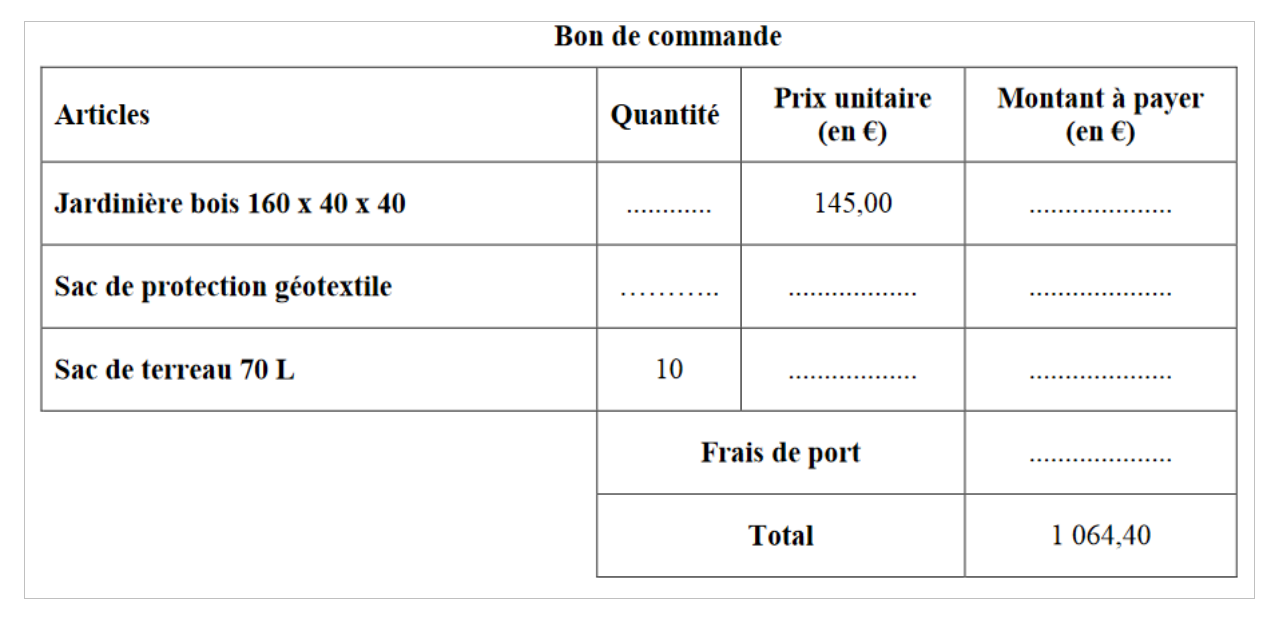 Bon de commande
Articles
Quantité
Prix unitaire
(en €)
Montant à payer
(en €)
Jardinière bois 160 x 40 x 40
............
145,00
....................
Sac de protection géotextile
………..
..................
....................
Sac de terreau 70 L
10
..................
....................
Frais de port
....................
Total
1 064,40